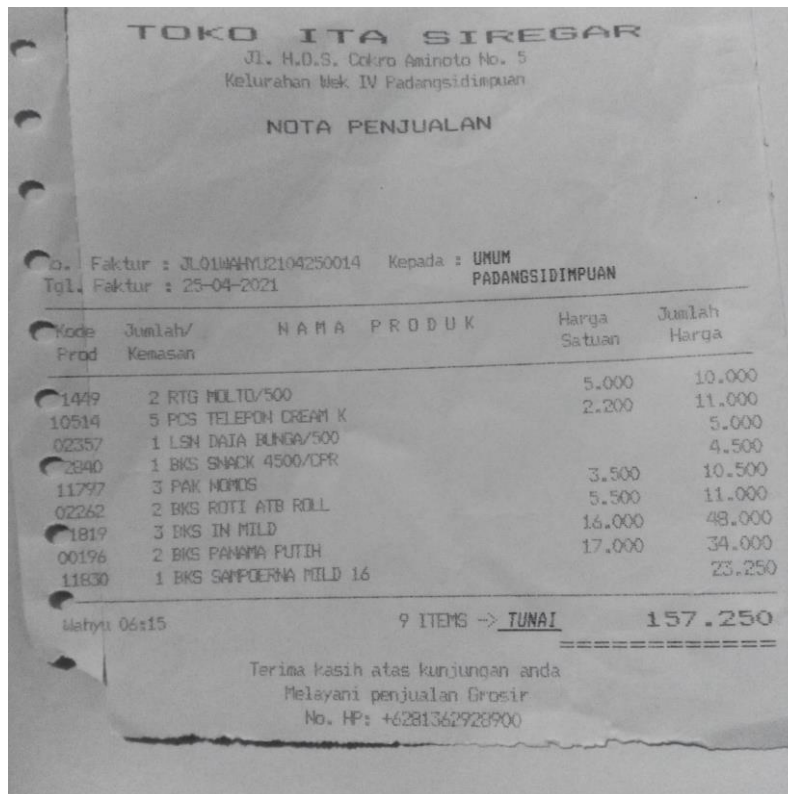 TOKO ITA SIREGAR
Jl. H.O.S. Cokro Aminoto No. 5
Kelurahan Wek IV Padangsidimpuan
NOTA PENJUALAN
o. Faktur : JL01WAHYU2104250014 Kepada : UMUM
PADANGSIDIMPUAN
Tgl. Faktur : 25-04-2021
Kode Jumlah/ NAMA PRODUK Harga Jumlah
Prod Kemasan Satuan Harga
1449 2 RTG MOLTO/500 5.000 10.000
10514 5 PCS TELEPON CREAM K 2.200 11.000
02357 1 LSN DAIA BUNGA/500 5.000
2840 1 BKS SNACK 4500/CPR 4.500
11797 3 PAK NOMOS 3.500 10.500
02262 2 BKS ROTI ATB ROLL 5.500 11.000
1819 3 BKS IN MILD 16.000 48.000
00196 2 BKS PANAMA PUTIH 17.000 34.000
11830 1 BKS SAMPOERNA MILD 16 23.250
Wahyu 06:15 9 ITEMS -> TUNAI 157.250
============
Terima kasih atas kunjungan anda
Melayani penjualan Grosir
No. HP: +6281362928900